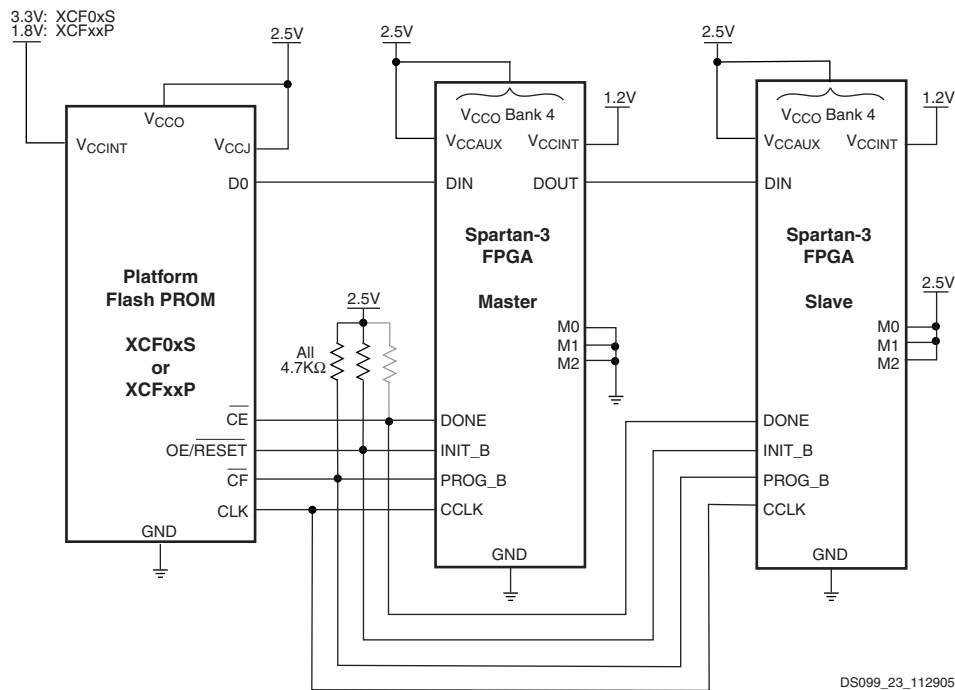 3.3V: XCF0xS
1.8V: XCFxxP
2.5V
2.5V
2.5V
VCCO
VCCINT
VCCJ
D0
Platform
Flash PROM
XCF0xS
or
XCFxxP
CE
OE/RESET
CF
CLK
GND
All
4.7KΩ
2.5V
VCCO Bank 4
1.2V
VCCAUX
VCCINT
DIN
DOUT
Spartan-3
FPGA
Master
M0
M1
M2
DONE
INIT_B
PROG_B
CCLK
GND
VCCO Bank 4
1.2V
VCCAUX
VCCINT
DIN
Spartan-3
FPGA
Slave
2.5V
M0
M1
M2
DONE
INIT_B
PROG_B
CCLK
GND
DS099_23_112905